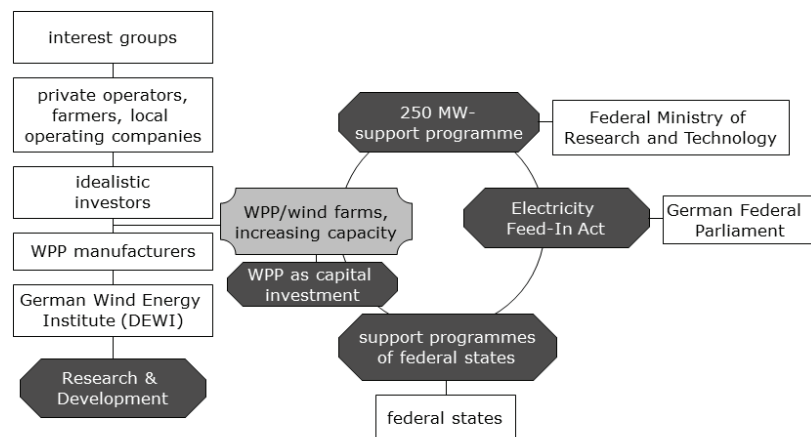 interest groups
private operators,
farmers, local
operating companies
idealistic
investors
WPP manufacturers
German Wind Energy
Institute (DEWI)
Research &
Development
WPP/wind farms,
increasing capacity
WPP as capital
investment
250 MW-
support programme
Federal Ministry of
Research and Technology
Electricity
Feed-In Act
German Federal
Parliament
support programmes
of federal states
federal states